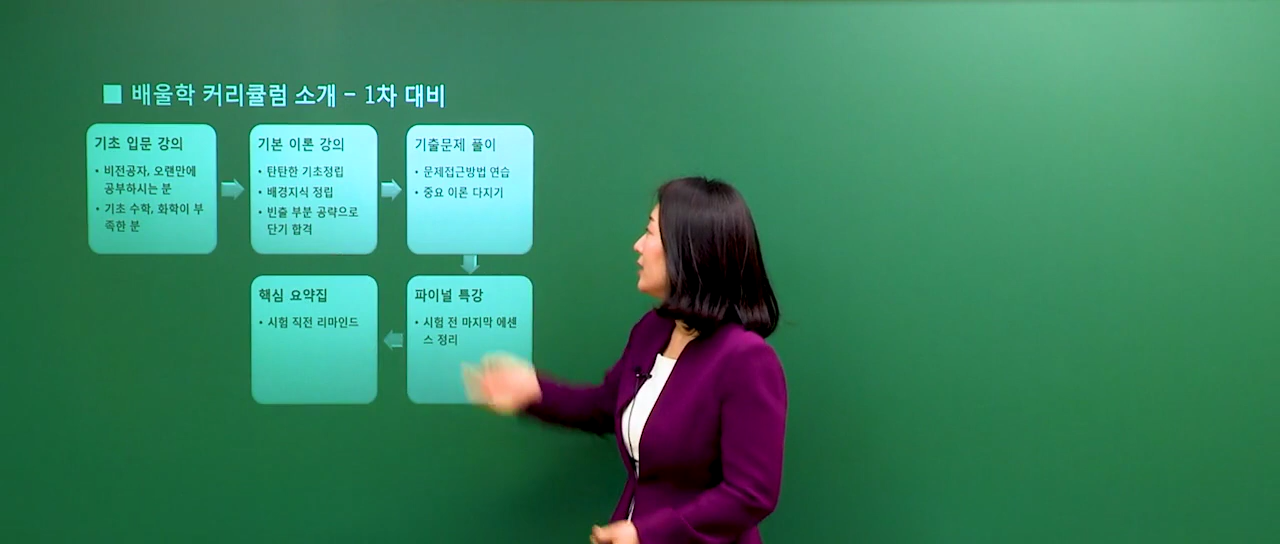 ■ 배울학 커리큘럼 소개 – 1차 대비
기초 입문 강의
• 비전공자, 오랜만에
공부하시는 분
• 기초 수학, 화학이 부
족한 분
기본 이론 강의
• 탄탄한 기초정립
• 배경지식 정립
• 빈출 부분 공략으로
단기 합격
기출문제 풀이
• 문제접근방법 연습
• 중요 이론 다지기
파이널 특강
• 시험 전 마지막 에센
스 정리
핵심 요약집
• 시험 직전 리마인드